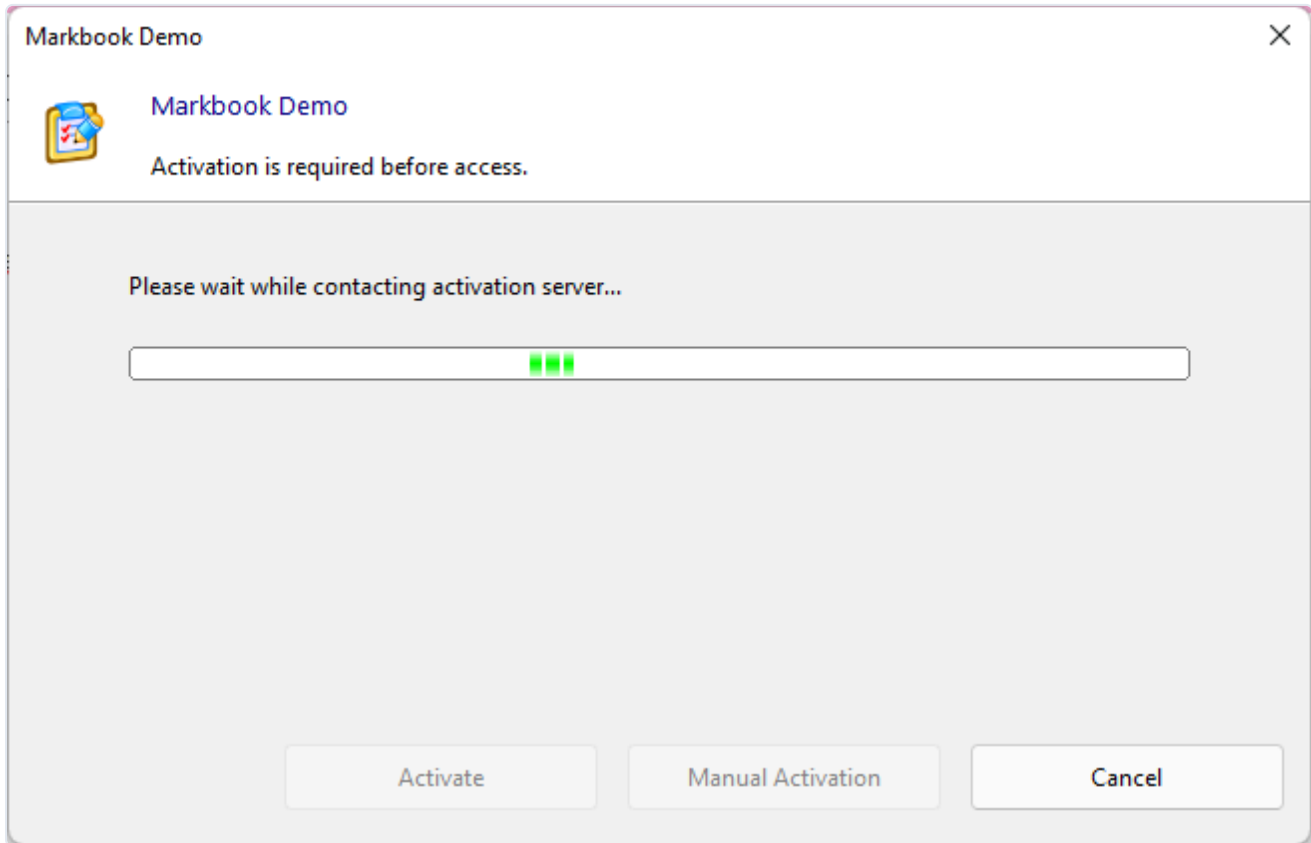 Markbook Demo
Markbook Demo
Activation is required before access.
Please wait while contacting activation server...
Activate
Manual Activation
Cancel